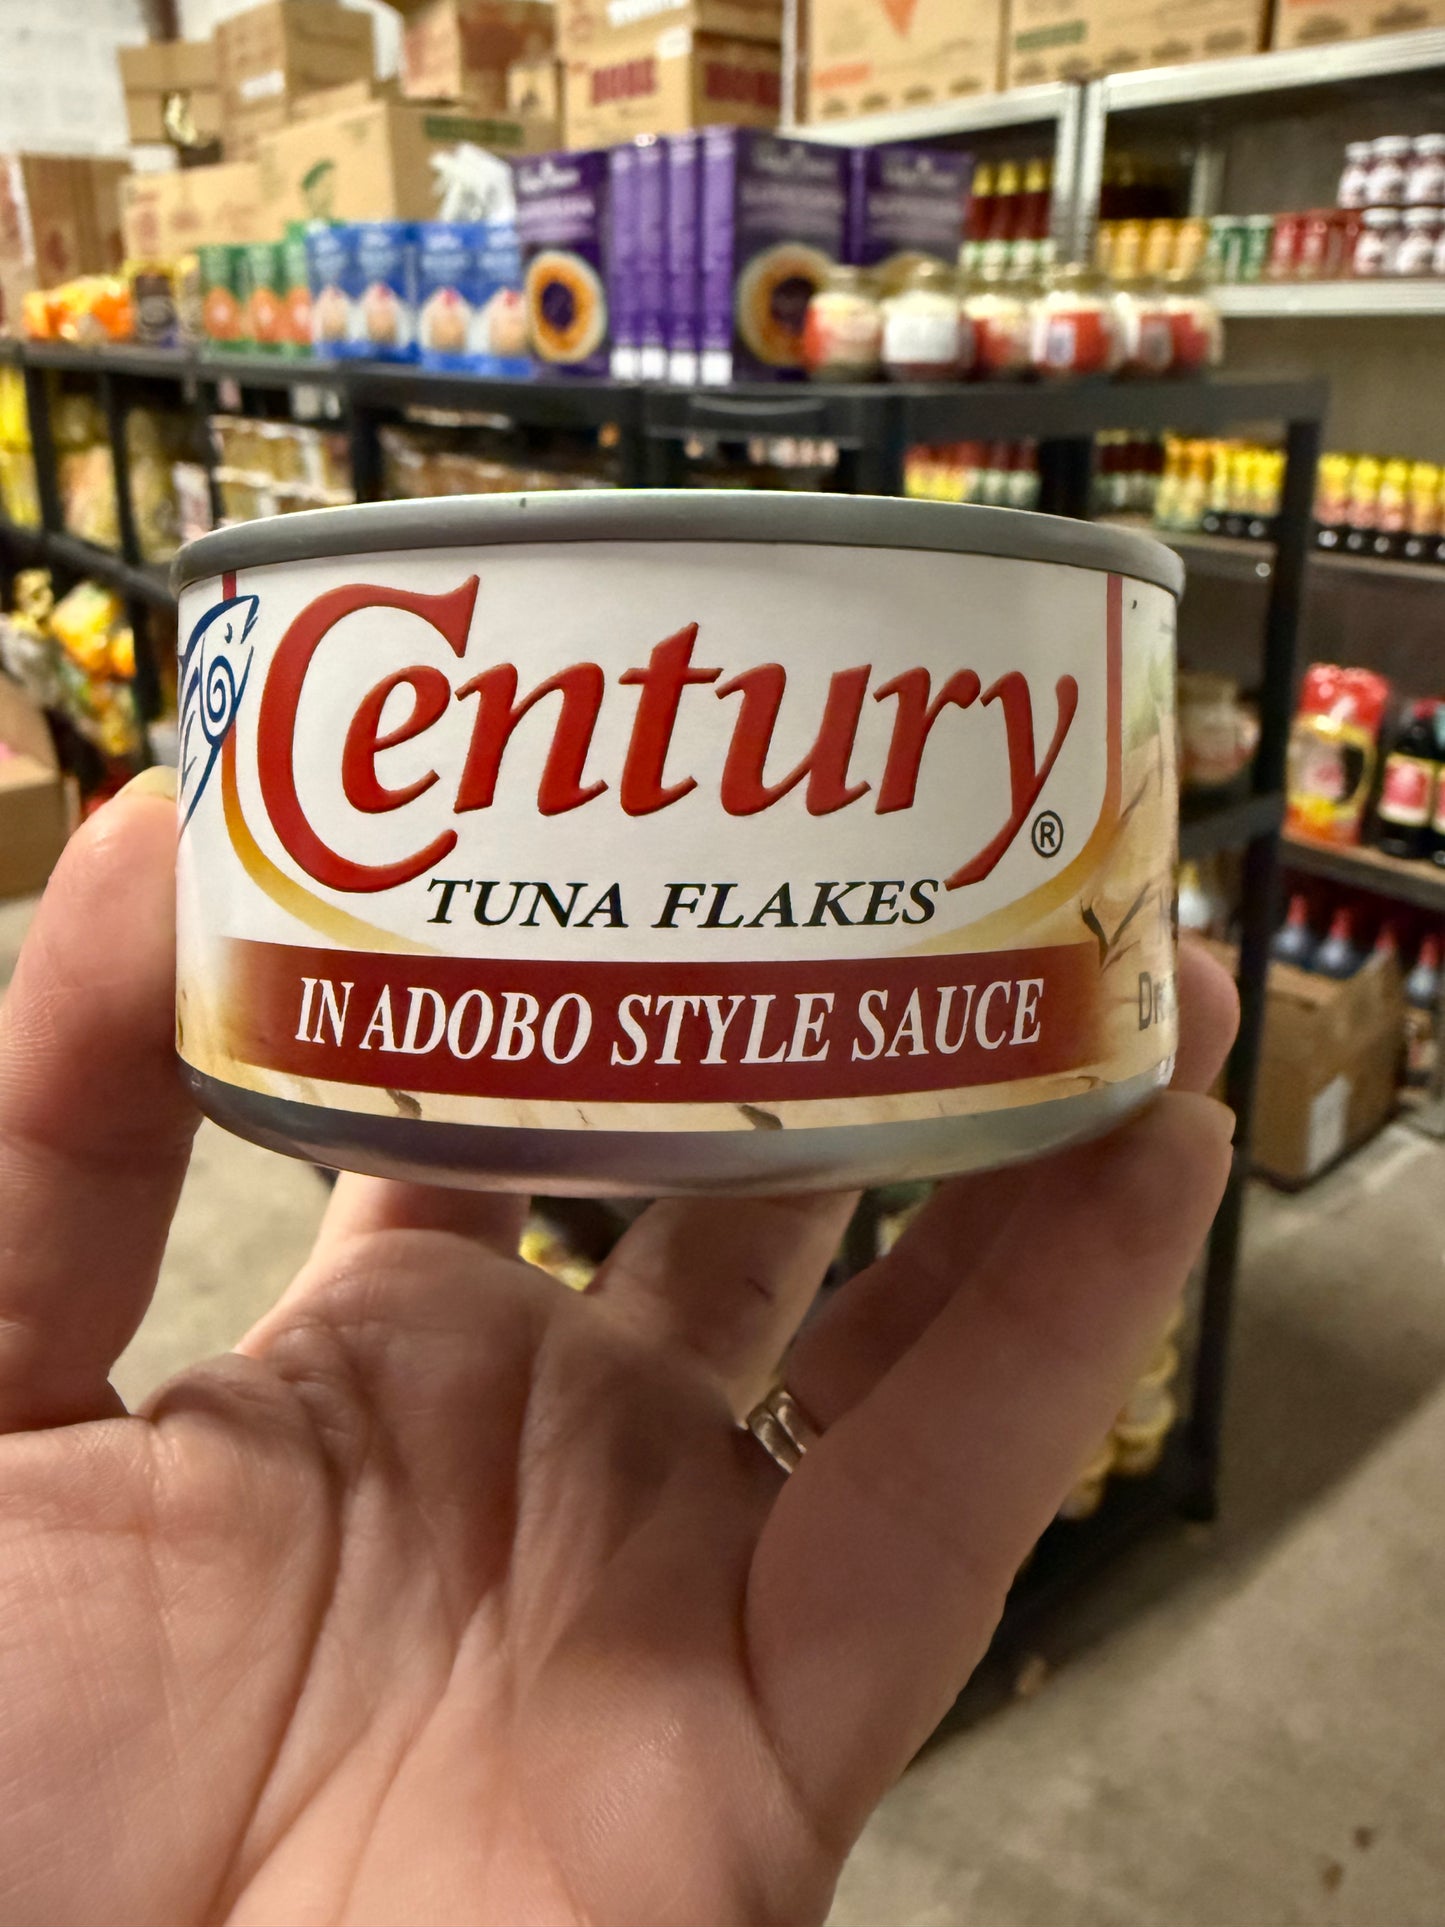 Century®
TUNA FLAKES
IN ADOBO STYLE SAUCE